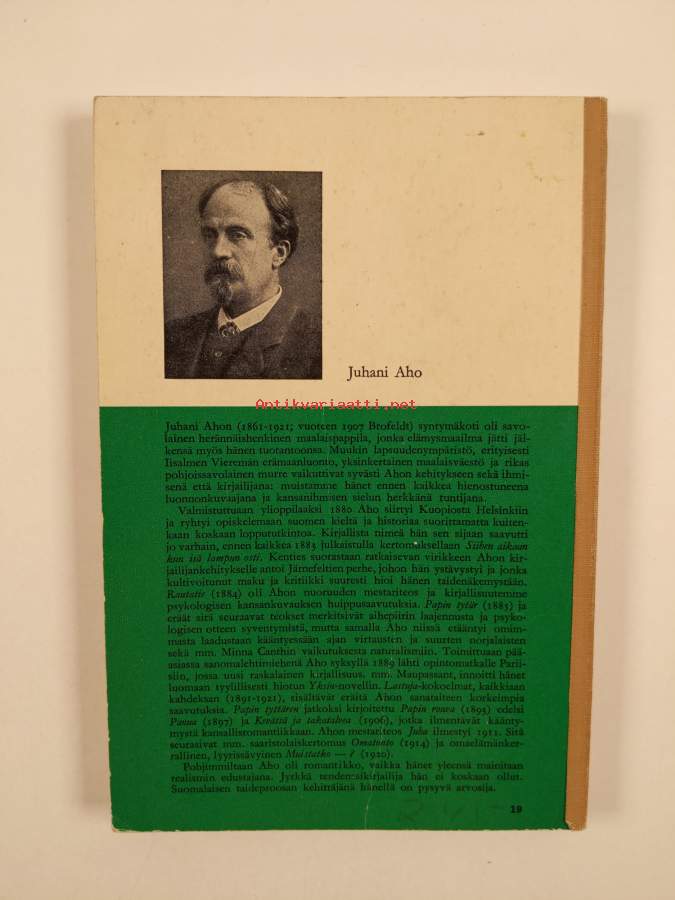 Juhani Aho
Antikvariaatti.net
Juhani Ahon (1861-1921; vuoteen 1907 Brofeldt) syntymäkoti oli savo-
lainen herännäishenkinen maalaispappila, jonka elämysmaailma jätti jäl-
kensä myös hänen tuotantoonsa. Muukin lapsuudenympäristö, erityisesti
Iisalmen Vieremän erämaanluonto, yksinkertainen maalaisväestö ja rikas
pohjoissavolainen murre vaikuttivat syvästi Ahon kehitykseen sekä ihmi-
senä että kirjailijana: muistamme hänet ennen kaikkea hienostuneena
luonnonkuvaajana ja kansanihmisen sielun herkkänä tuntijana.
Valmistuttuaan ylioppilaaksi 1880 Aho siirtyi Kuopiosta Helsinkiin
ja ryhtyi opiskelemaan suomen kieltä ja historiaa suorittamatta kuiten-
kaan koskaan lopputukintoa. Kirjallista nimeä hän sen sijaan saavutti
jo varhain, ennen kaikkea 1883 julkaistulla kertomuksellaan Siihen aikaan
kun isä lampun osti. Kenties suorastaan ratkaisevan virikkeen Ahon kir-
jailijankehitykselle antoi Järnefeltien perhe, johon hän ystävystyi ja jonka
kultivoitunut maku ja kritiikki suuresti hioi hänen taidenäkemystään.
Rautatie (1884) oli Ahon nuoruuden mestariteos ja kirjallisuutemme
psykologisen kansankuvauksen huippusaavutuksia. Papin tytär (1885) ja
eräät sitä seuraavat teokset merkitsivät aihepiirin laajennusta ja psyko-
logisen otteen syventymistä, mutta samalla Aho niissä etääntyi omim-
masta laadustaan kääntyessään ajan virtausten ja suurten norjalaisten
sekä mm. Minna Canthin vaikutuksesta naturalismiin. Toimittuaan pää-
asiassa sanomalehtimiehenä Aho syksyllä 1889 lähti opintomatkalle Parii-
siin, jossa uusi raskalainen kirjallisuus, mm. Maupassant, innoitti hänet
luomaan tyylillisesti hiotun Yksin-novellin. Lastuja-kokoelmat, kaikkiaan
kahdeksan (1891-1921), sisältävät eräitä Ahon sanataiteen korkeimpia
saavutuksia. Papin tyttären jatkoksi kirjoitettu Papin rouva (1893) edelsi
Panua (1897) ja Kevättä ja takatalvea (1906), jotka ilmentävät käänty-
mystä kansallisromantiikkaan. Ahon mestariteos Juha ilmestyi 1911. Sitä
seurasivat mm. saaristolaiskertomus Omatunto (1914) ja omaelämänker-
rallinen, lyyrissävyinen Muistatko — ? (1920).
Pohjimmiltaan Aho oli romantikko, vaikka hänet yleensä mainitaan
realismin edustajana. Jyrkkä tendenssikirjailija hän ei koskaan ollut.
Suomalaisen taideproosan kehittäjänä hänellä on pysyvä arvosija.
19